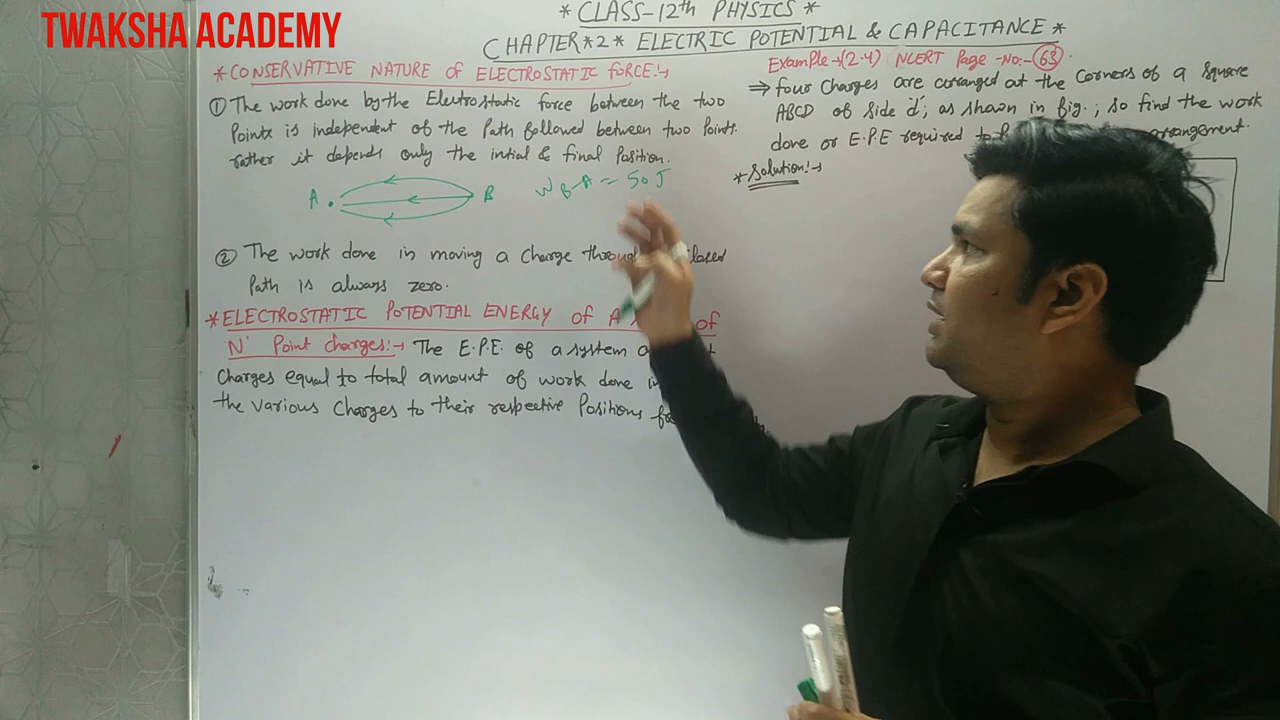 TWAKSHA ACADEMY
* CLASS-12th PHYSICS *
CHAPTER*2* ELECTRIC POTENTIAL & CAPACITANCE *
*CONSERVATIVE NATURE of ELECTROSTATIC force:→
① The work done by the Electrostatic force between the two
Points is independent of the Path followed between two Points.
rather it depends only the intial & final Position.
A B W B-A = 50J
② The work done in moving a charge through closed
Path is always zero.
*ELECTROSTATIC POTENTIAL ENERGY of A of
N' Point charges:→ The E.P.E. of a system
Charges equal to total amount of work done
the various Charges to their respective Positions
Example→(2.4) NCERT Page-No:-63
⇒ four Charges are arranged at the Corners of a square
ABCD of side 'd', as shown in fig.; so find the work
done or E.P.E required to arrangement.
*Solution:→